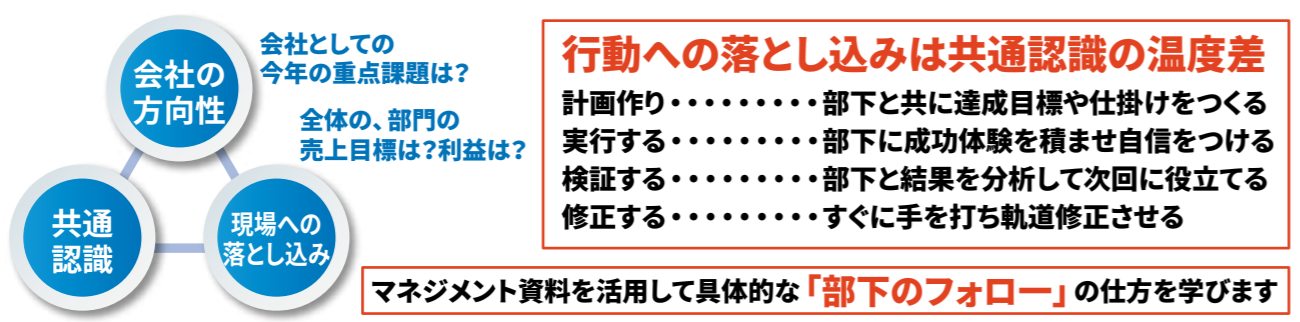 会社の
方向性
会社としての
今年の重点課題は?
全体の、部門の
売上目標は?利益は?
共通
認識
現場への
落とし込み
行動への落とし込みは共通認識の温度差
計画作り・・・・・・・・・部下と共に達成目標や仕掛けをつくる
実行する・・・・・・・・・部下に成功体験を積ませ自信をつける
検証する・・・・・・・・・部下と結果を分析して次回に役立てる
修正する・・・・・・・・・すぐに手を打ち軌道修正させる
マネジメント資料を活用して具体的な「部下のフォロー」の仕方を学びます